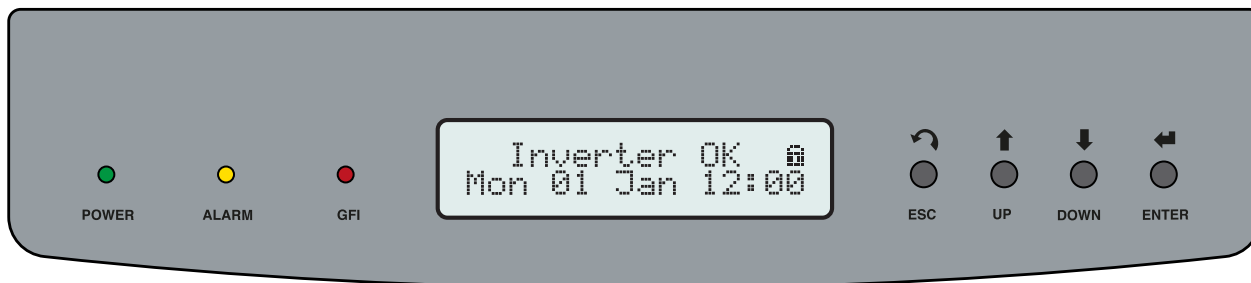 Inverter OK
Mon 01 Jan 12:00
POWER ALARM GFI ESC UP DOWN ENTER